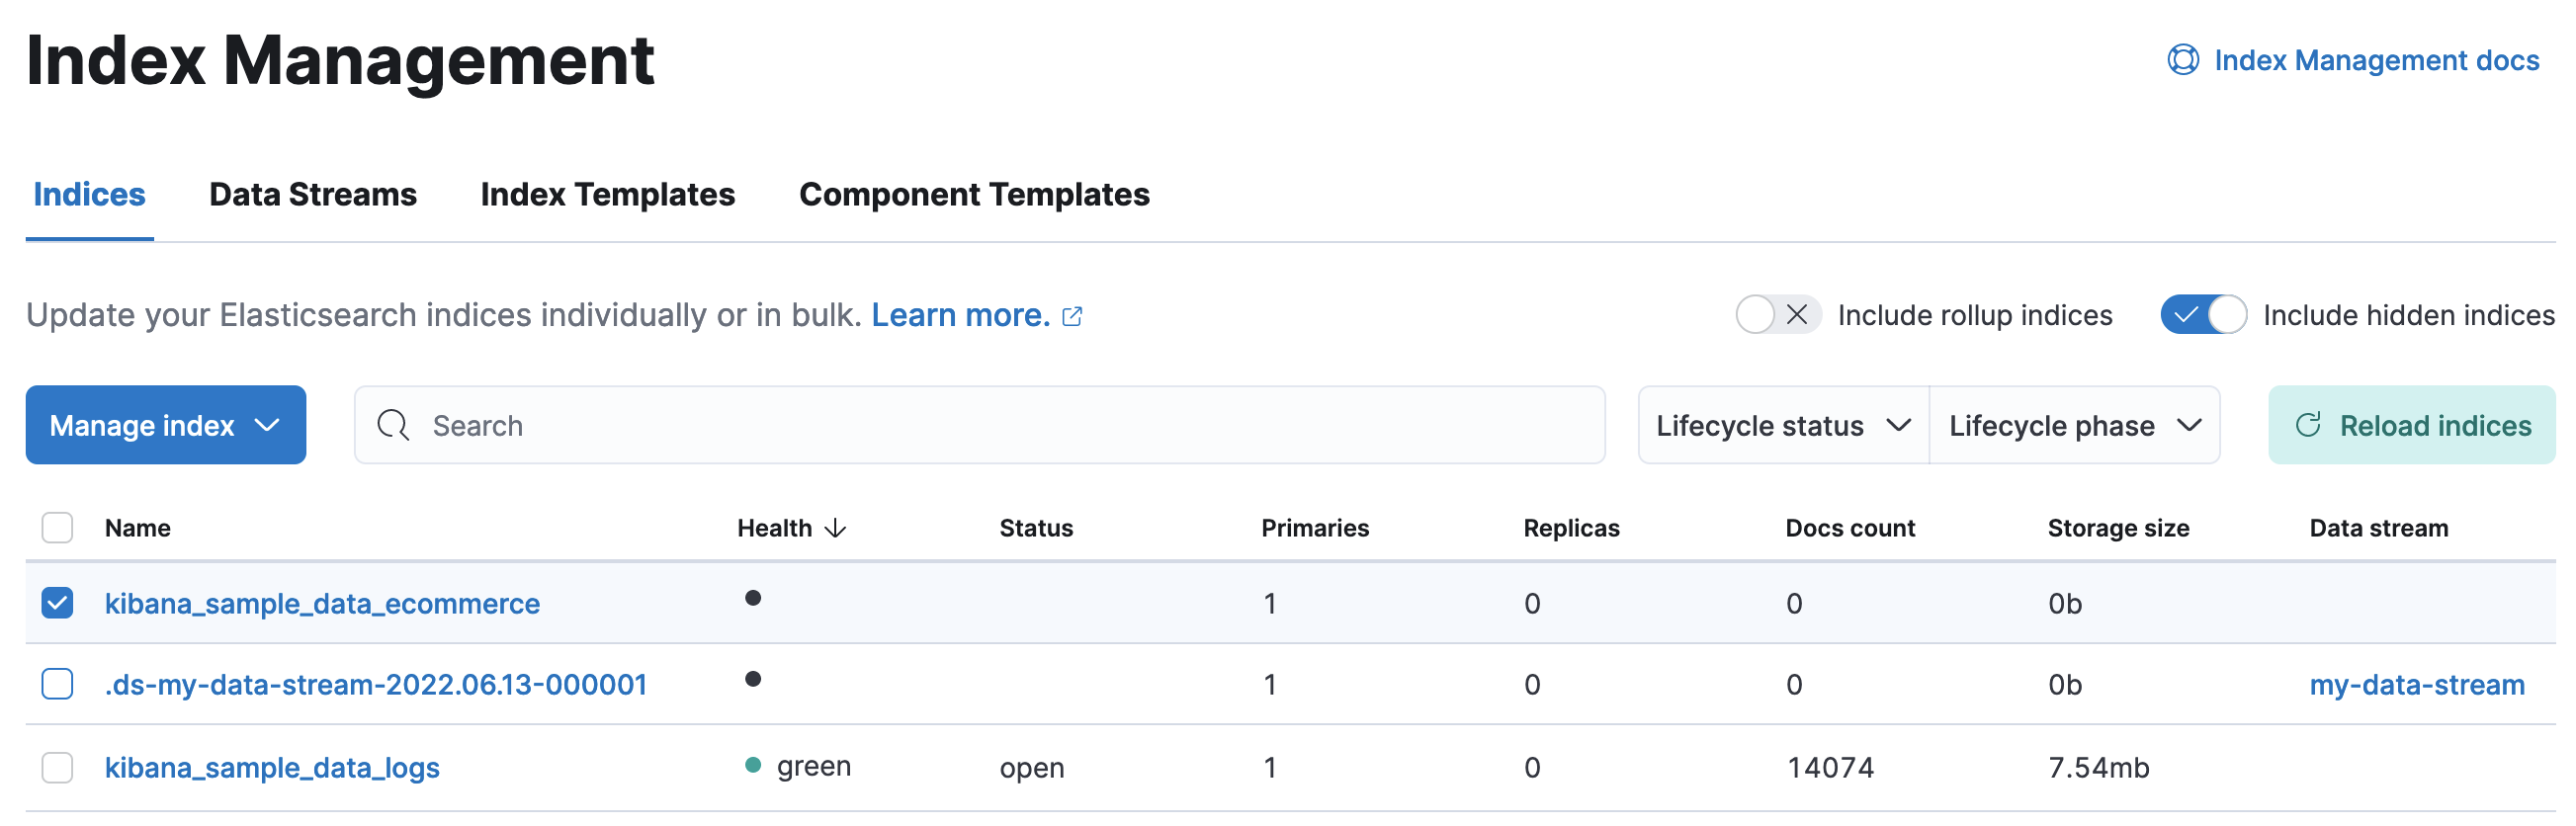 Index Management
Index Management docs
Indices Data Streams Index Templates Component Templates
Update your Elasticsearch indices individually or in bulk. Learn more. Include rollup indices Include hidden indices
Manage index Search Lifecycle status Lifecycle phase Reload indices
Name Health Status Primaries Replicas Docs count Storage size Data stream
kibana_sample_data_ecommerce 1 0 0 0b
.ds-my-data-stream-2022.06.13-000001 1 0 0 0b my-data-stream
kibana_sample_data_logs green open 1 0 14074 7.54mb